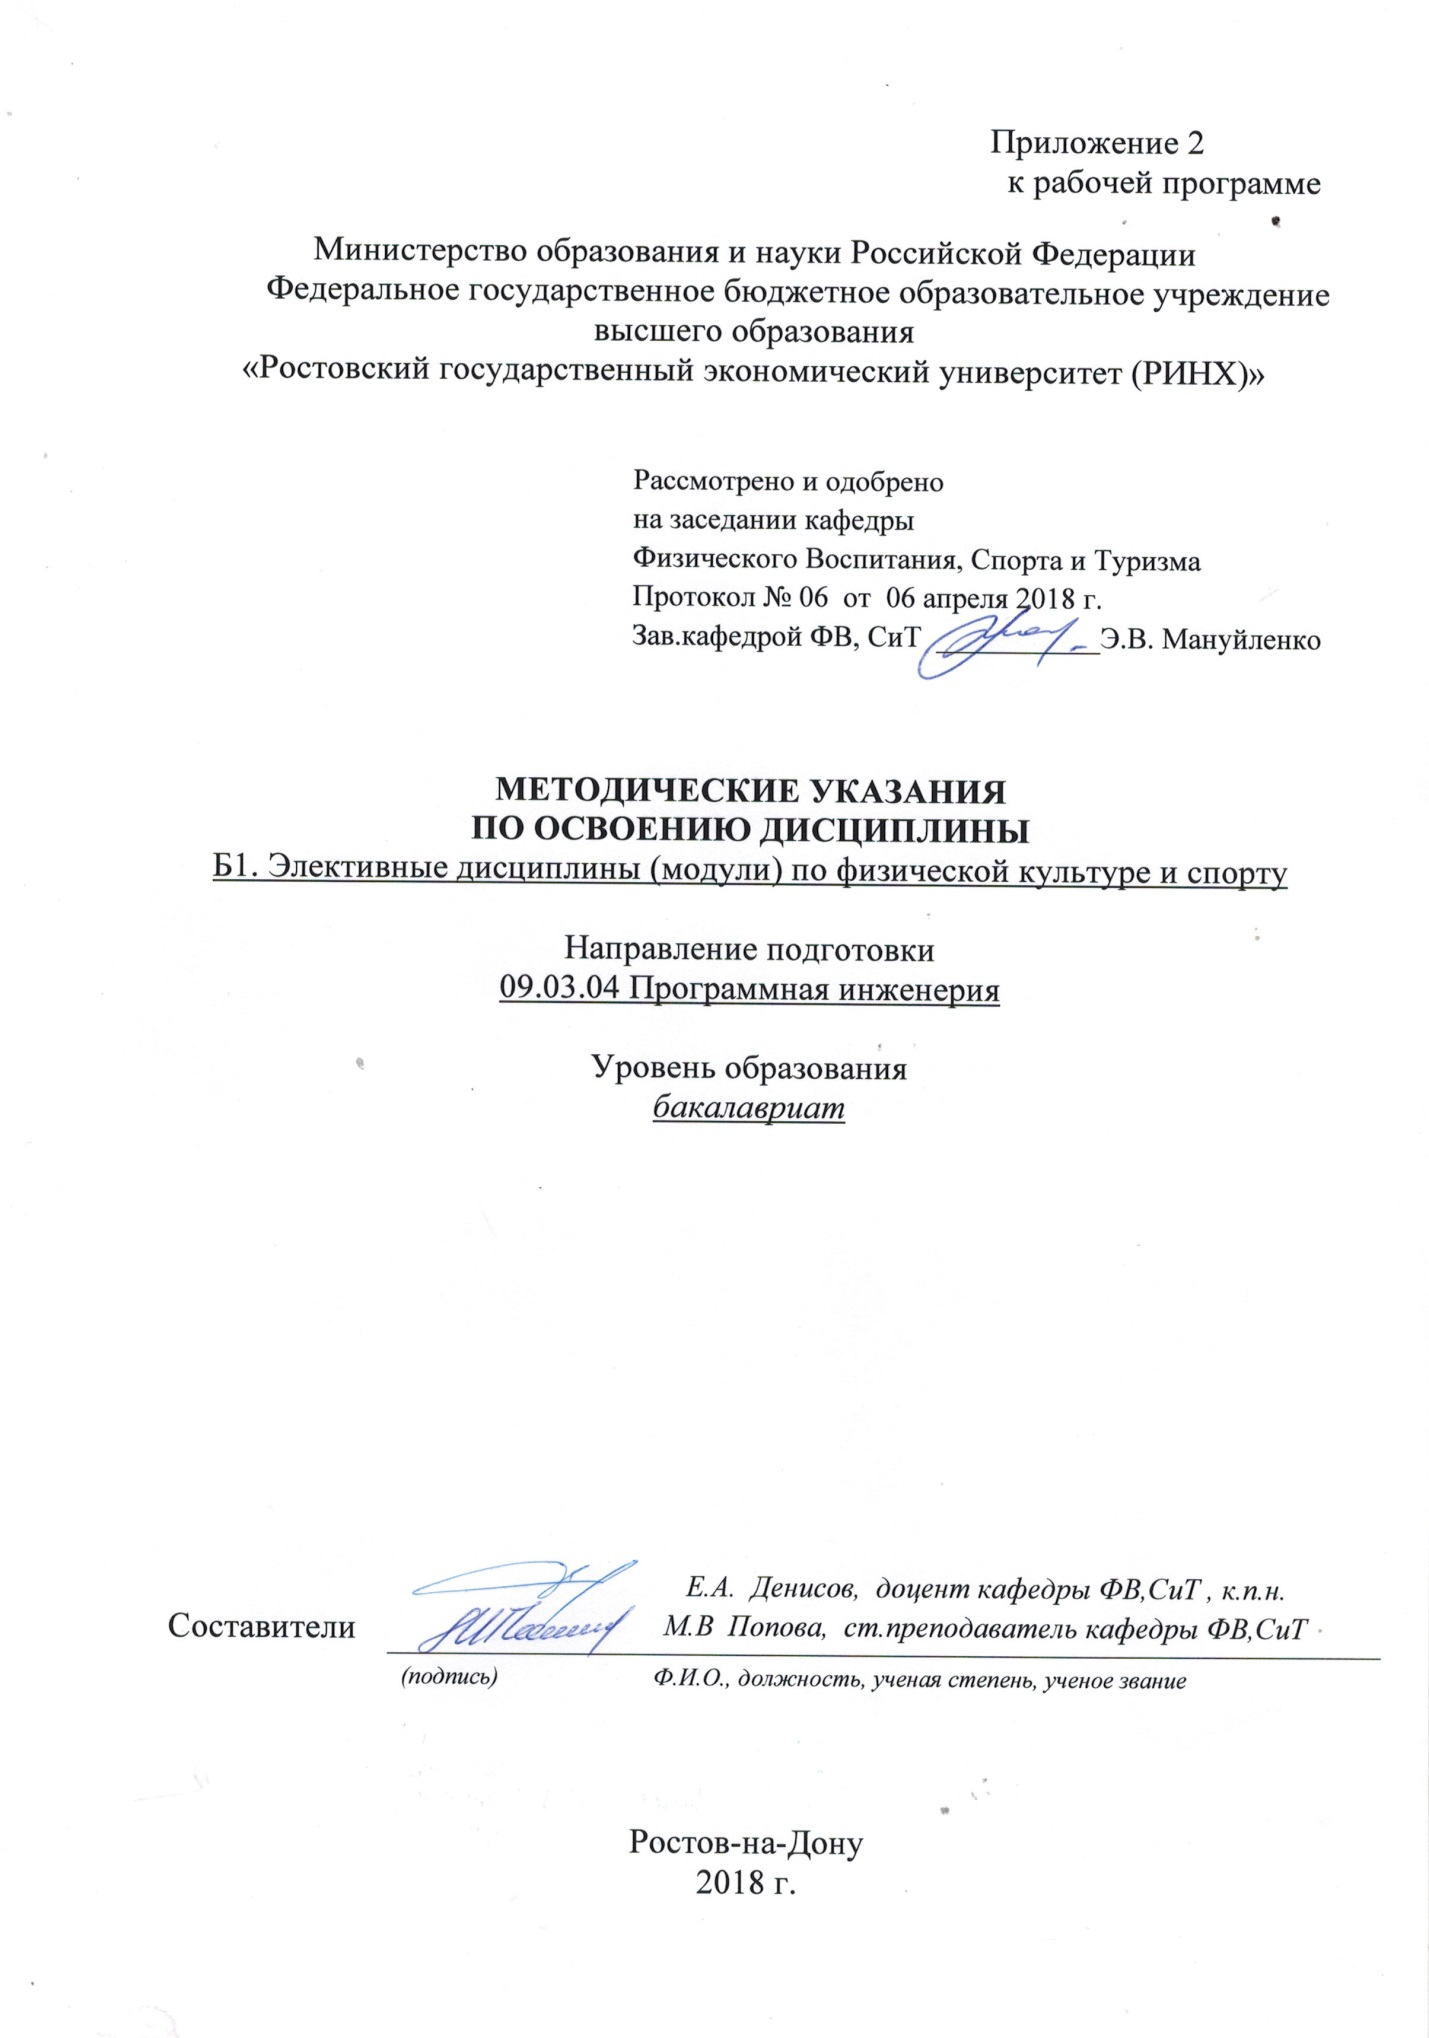 Приложение 2
к рабочей программе
Министерство образования и науки Российской Федерации
Федеральное государственное бюджетное образовательное учреждение
высшего образования
«Ростовский государственный экономический университет (РИНХ)»
Рассмотрено и одобрено
на заседании кафедры
Физического Воспитания, Спорта и Туризма
Протокол № 06 от 06 апреля 2018 г.
Зав.кафедрой ФВ, СиТ ___________Э.В. Мануйленко
МЕТОДИЧЕСКИЕ УКАЗАНИЯ
ПО ОСВОЕНИЮ ДИСЦИПЛИНЫ
Б1. Элективные дисциплины (модули) по физической культуре и спорту
Направление подготовки
09.03.04 Программная инженерия
Уровень образования
бакалавриат
Е.А. Денисов, доцент кафедры ФВ,СиТ , к.п.н.
Составители М.В Попова, ст.преподаватель кафедры ФВ,СиТ
(подпись) Ф.И.О., должность, ученая степень, ученое звание
Ростов-на-Дону
2018 г.